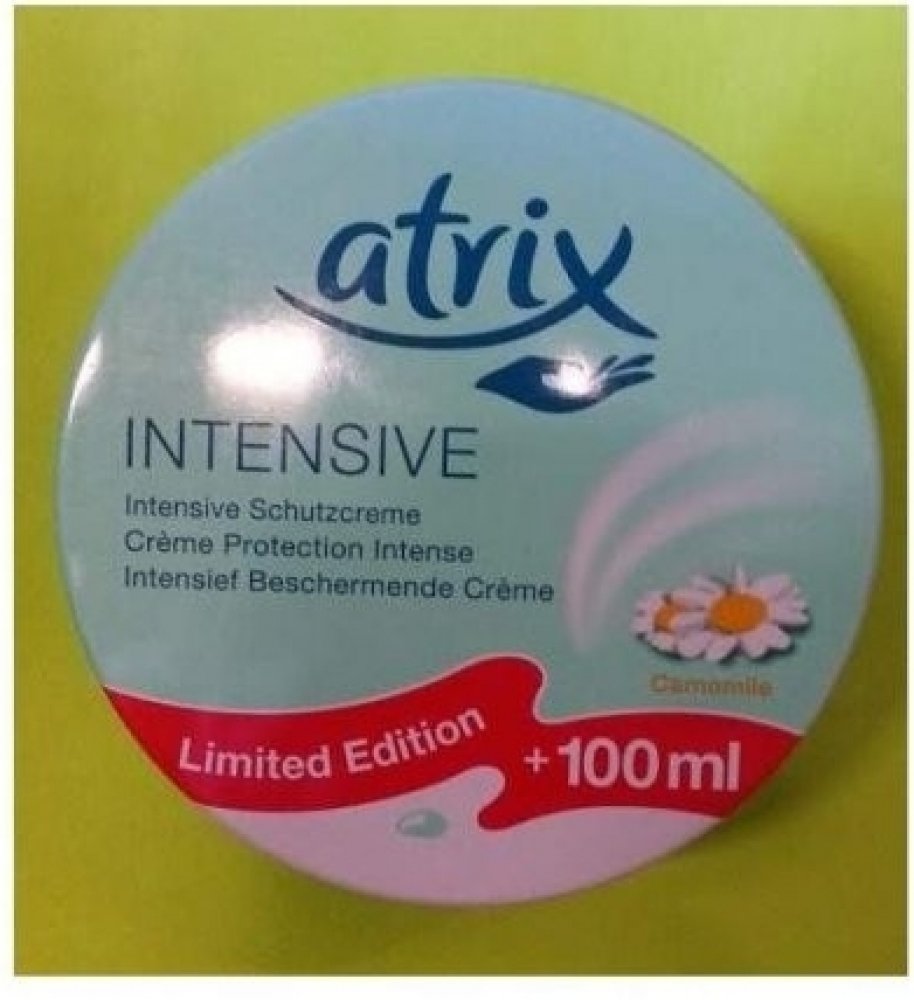 atrix
INTENSIVE
Intensive Schutzcreme
Crème Protection Intense
Intensief Beschermende Crème
Camomile
Limited Edition
+100 ml